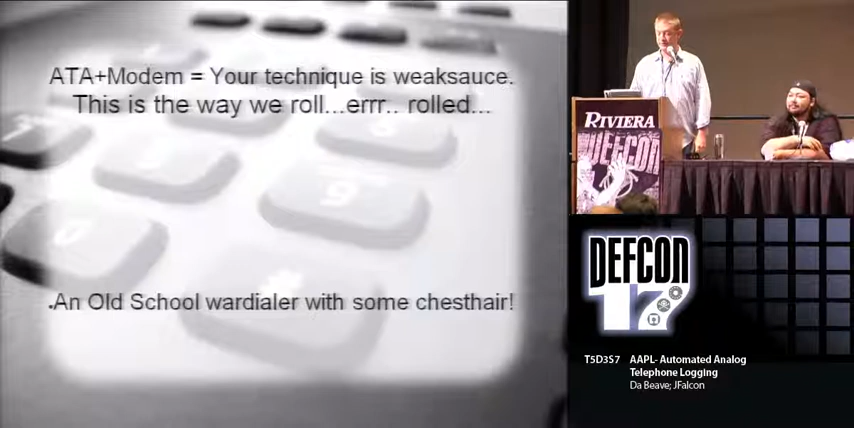 ATA+Modem = Your technique is weaksauce.
This is the way we roll...errr.. rolled...
.An Old School wardialer with some chesthair!
RIVIERA
DEFCON
DEFCON
17
T5D3S7 AAPL- Automated Analog
Telephone Logging
Da Beave; JFalcon